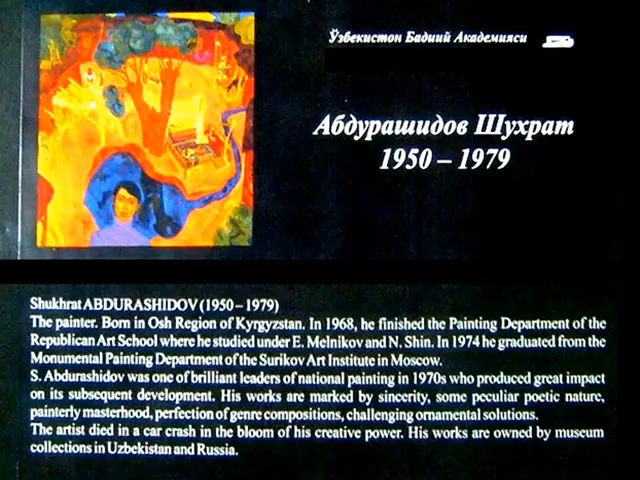 Ўзбекистон Бадиий Академияси
Абдурашидов Шухрат
1950 – 1979
Shukhrat ABDURASHIDOV (1950 – 1979)
The painter. Born in Osh Region of Kyrgyzstan. In 1968, he finished the Painting Department of the
Republican Art School where he studied under E. Melnikov and N. Shin. In 1974 he graduated from the
Monumental Painting Department of the Surikov Art Institute in Moscow.
S. Abdurashidov was one of brilliant leaders of national painting in 1970s who produced great impact
on its subsequent development. His works are marked by sincerity, some peculiar poetic nature,
painterly masterhood, perfection of genre compositions, challenging ornamental solutions.
The artist died in a car crash in the bloom of his creative power. His works are owned by museum
collections in Uzbekistan and Russia.